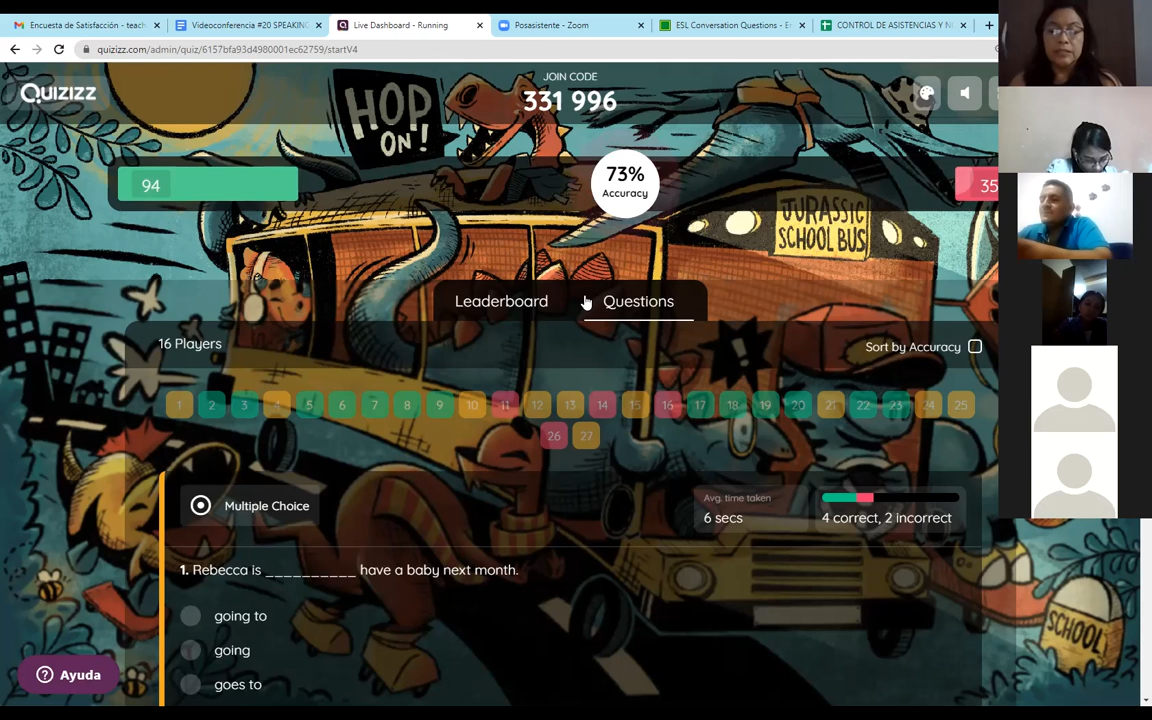 Encuesta de Satisfacción - teach
Videoconferencia #20 SPEAKING
Live Dashboard - Running
Posasistente - Zoom
ESL Conversation Questions - E
CONTROL DE ASISTENCIAS Y N
quizizz.com/admin/quiz/6157bfa93d4980001ec62759/startV4
Quizizz
HOP ON!
JOIN CODE
331 996
94
73%
Accuracy
35
JURASSIC
SCHOOL BUS
Leaderboard
Questions
16 Players
Sort by Accuracy
1 2 3 4 5 6 7 8 9 10 11 12 13 14 15 16 17 18 19 20 21 22 23 24 25
26 27
Multiple Choice
Avg. time taken
6 secs
4 correct, 2 incorrect
1. Rebecca is __________ have a baby next month.
going to
going
goes to
SCHOOL
Ayuda